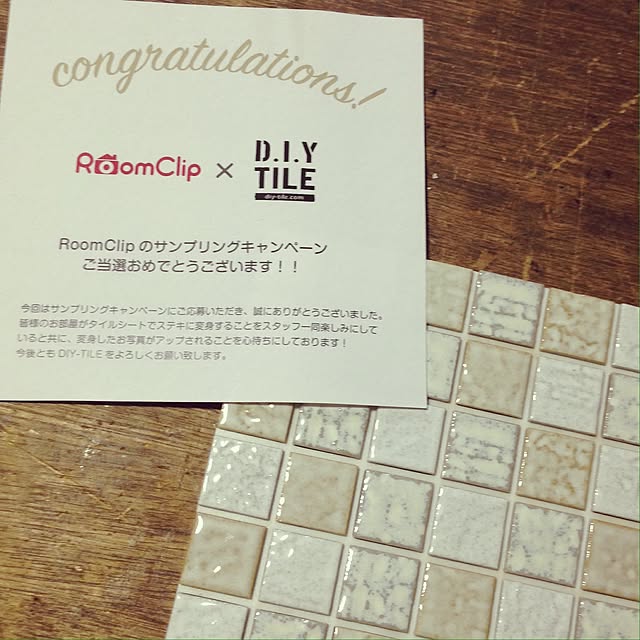 congratulations!
RoomClip × D.I.Y
TILE
diy-tile.com
RoomClip のサンプリングキャンペーン
ご当選おめでとうございます！！
今回はサンプリングキャンペーンにご応募いただき、誠にありがとうございました。
皆様のお部屋がタイルシートでステキに変身することをスタッフ一同楽しみにして
いると共に、変身したお写真がアップされることを心待ちにしております！
今後とも DIY-TILE をよろしくお願い致します。